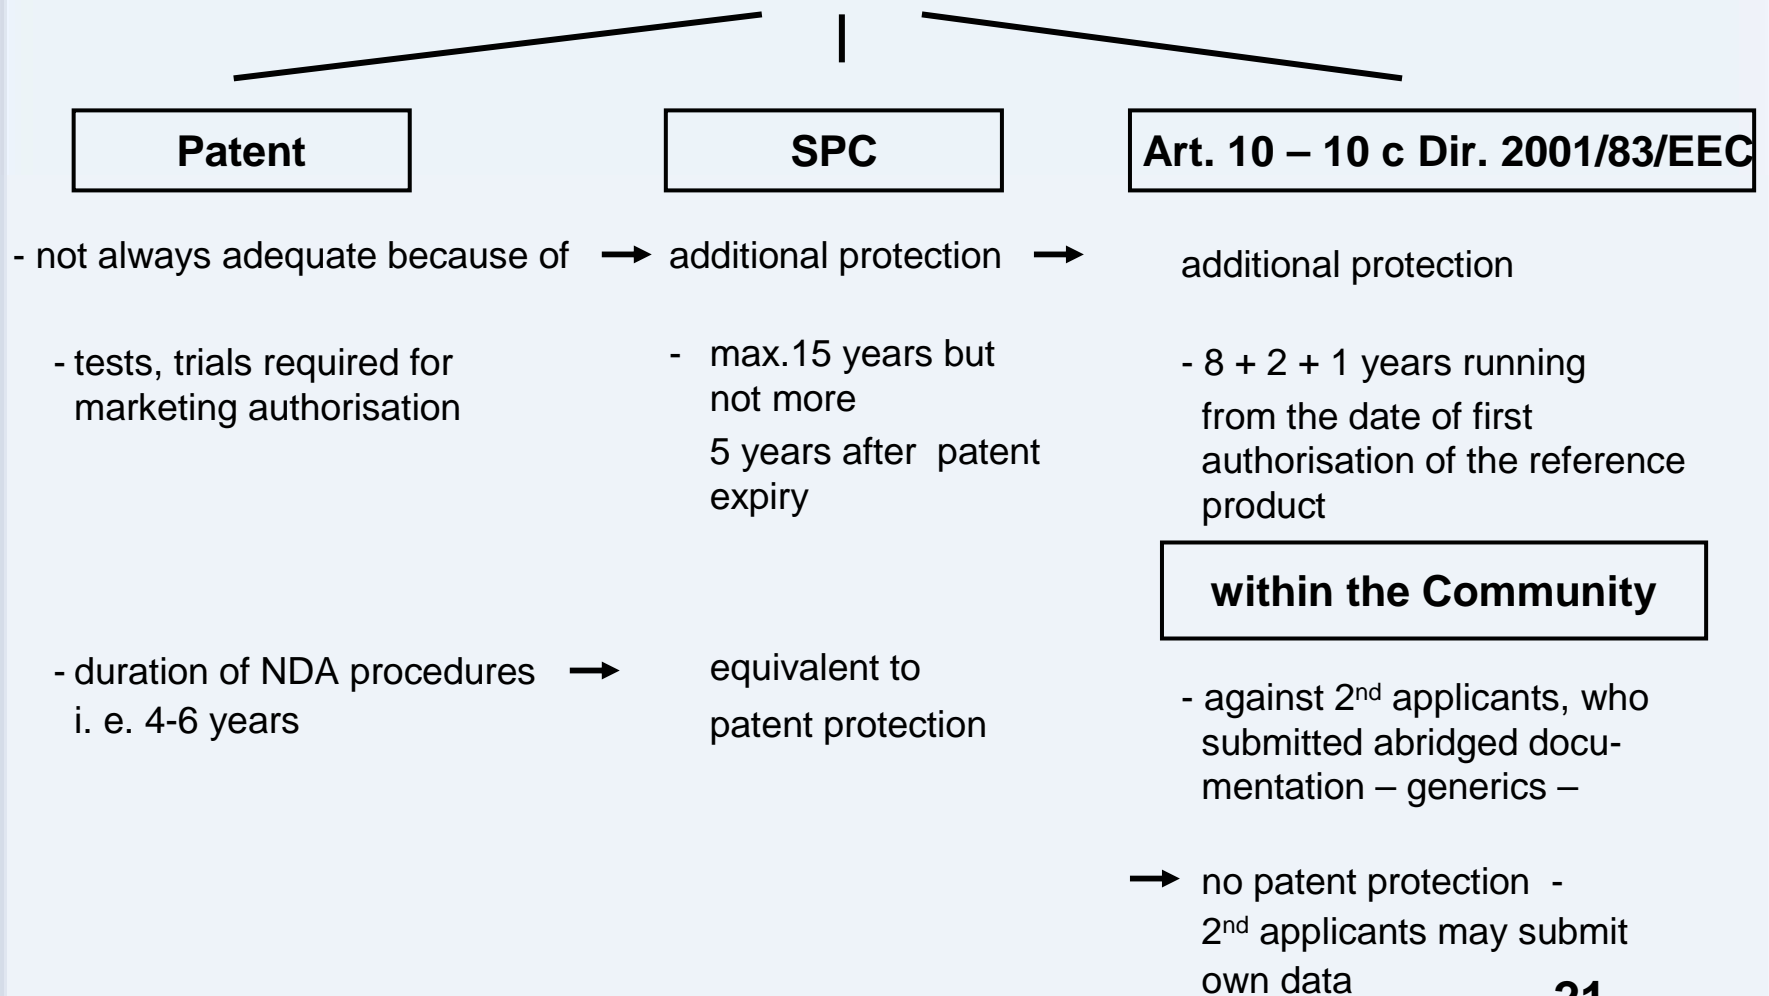 Patent
- not always adequate because of
- tests, trials required for
marketing authorisation
- duration of NDA procedures
i. e. 4-6 years
SPC
additional protection
- max.15 years but
not more
5 years after patent
expiry
equivalent to
patent protection
Art. 10 – 10 c Dir. 2001/83/EEC
additional protection
- 8 + 2 + 1 years running
from the date of first
authorisation of the reference
product
within the Community
- against 2nd applicants, who
submitted abridged docu-
mentation – generics –
no patent protection -
2nd applicants may submit
own data
21